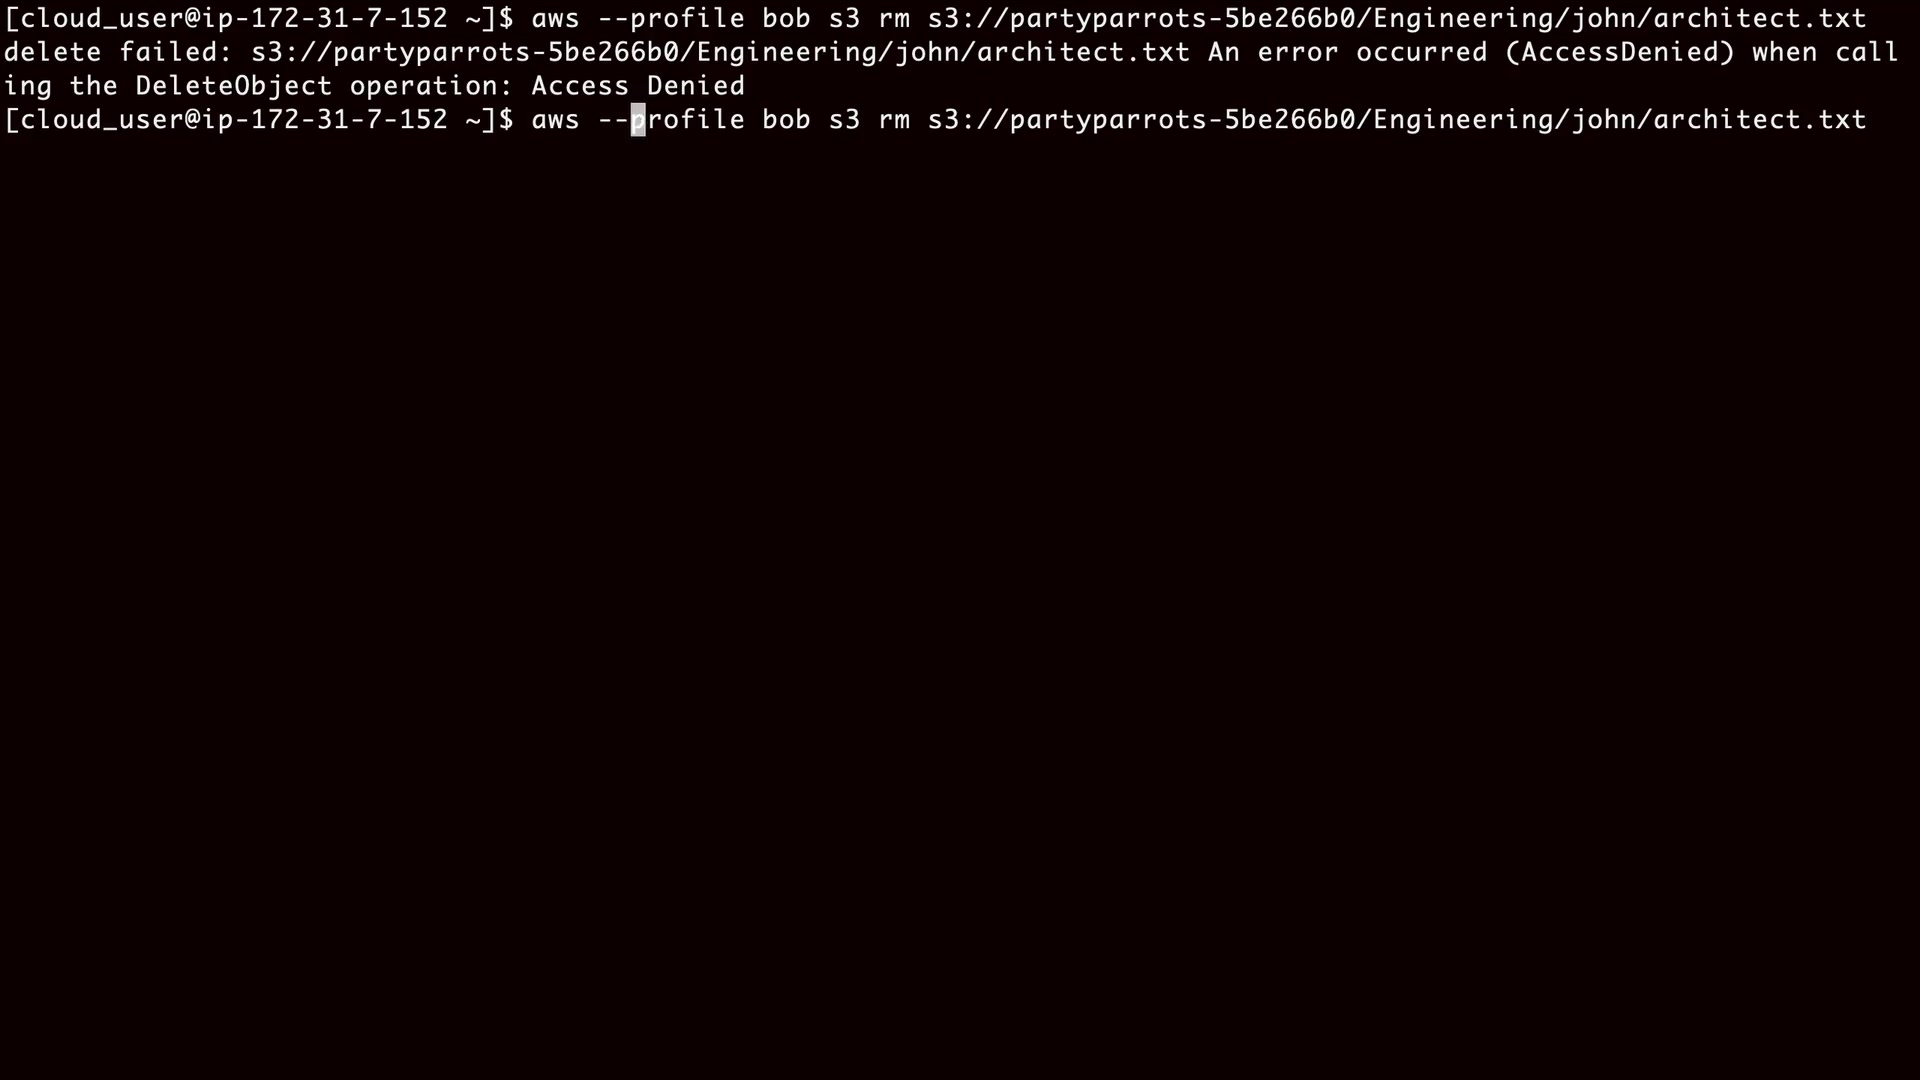 [cloud_user@ip-172-31-7-152 ~]$ aws --profile bob s3 rm s3://partyparrots-5be266b0/Engineering/john/architect.txt
delete failed: s3://partyparrots-5be266b0/Engineering/john/architect.txt An error occurred (AccessDenied) when call
ing the DeleteObject operation: Access Denied
[cloud_user@ip-172-31-7-152 ~]$ aws --profile bob s3 rm s3://partyparrots-5be266b0/Engineering/john/architect.txt